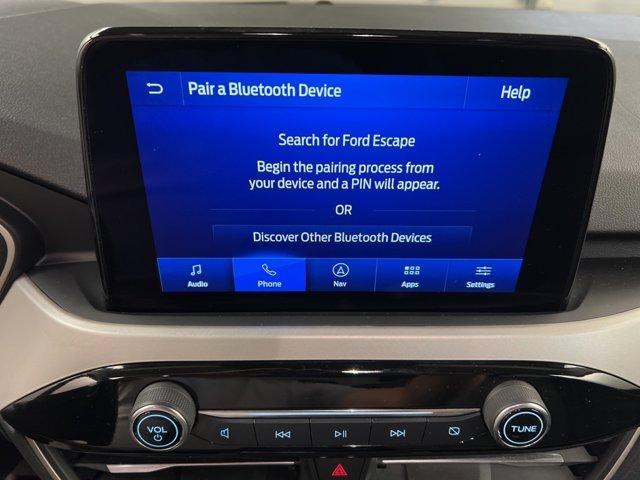 Pair a Bluetooth Device
Help
Search for Ford Escape
Begin the pairing process from
your device and a PIN will appear.
OR
Discover Other Bluetooth Devices
Audio
Phone
Nav
Apps
Settings
VOL
TUNE